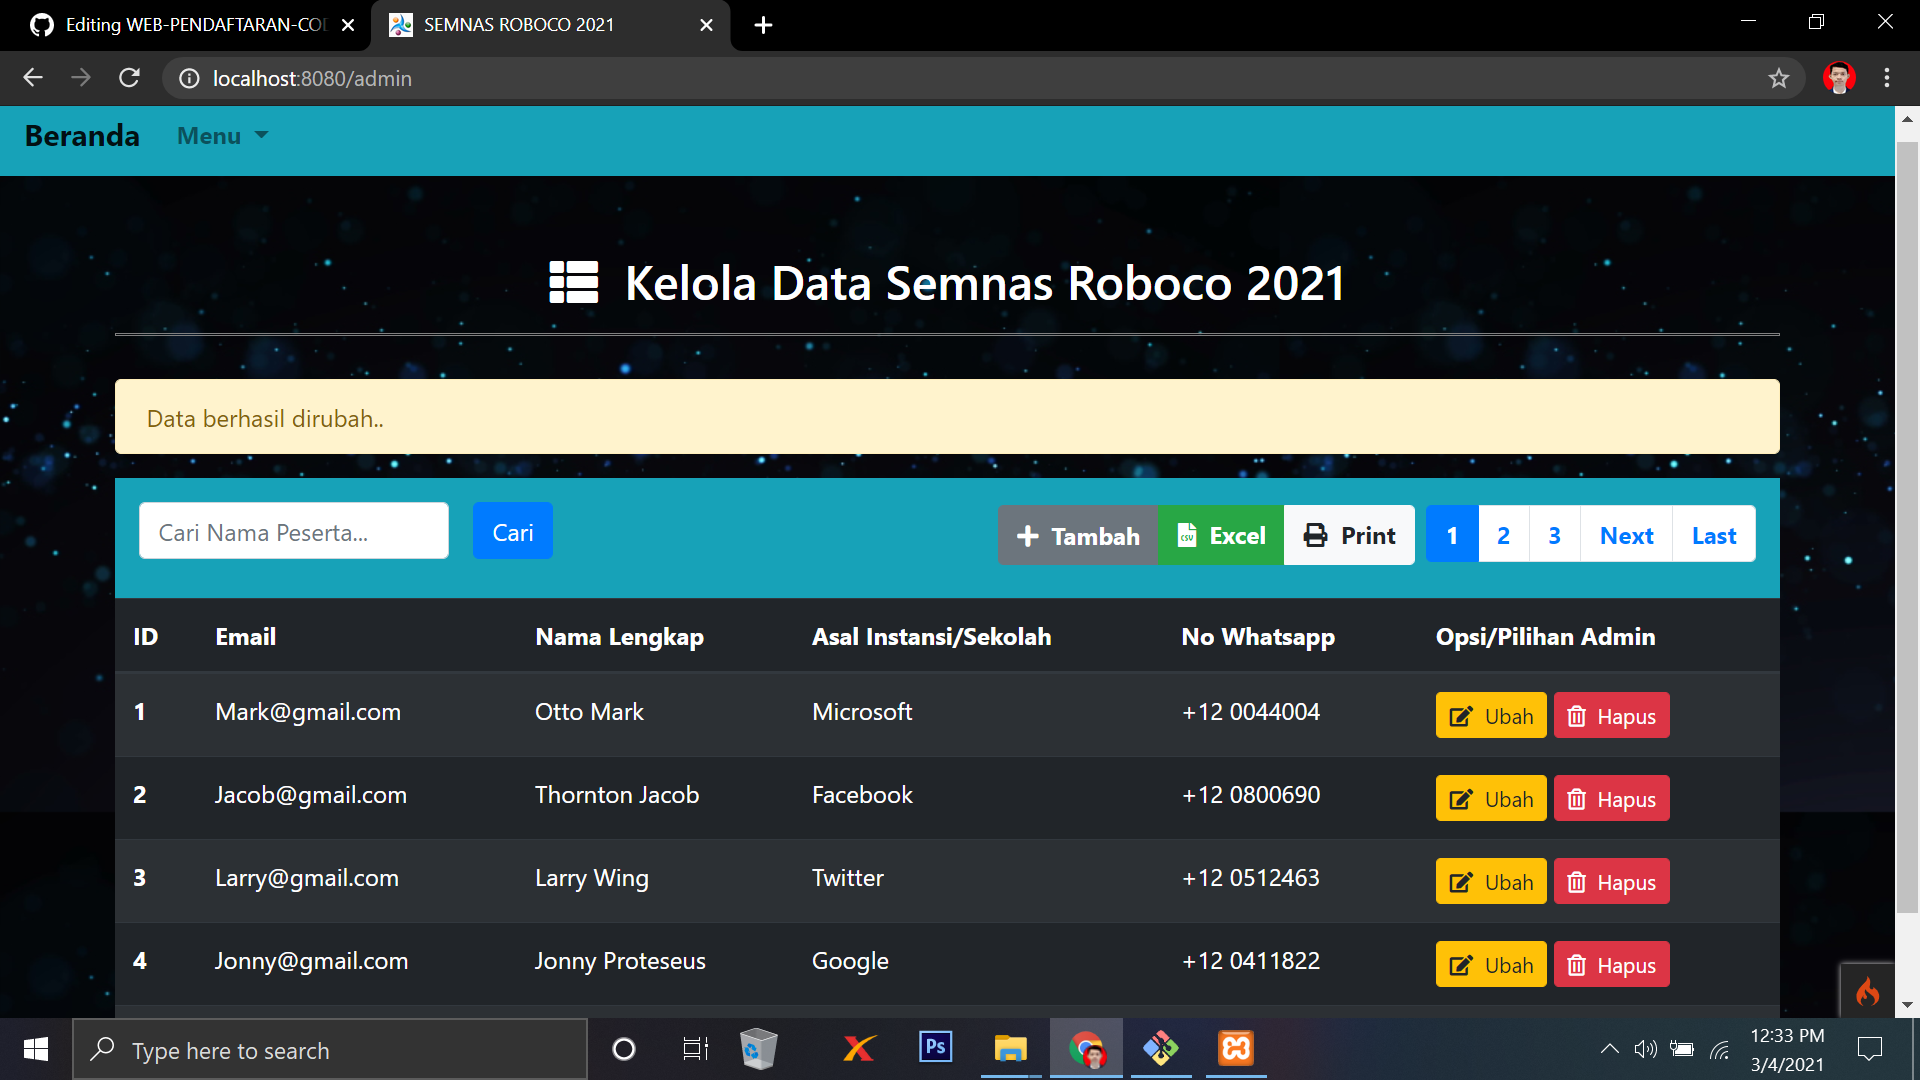 Editing WEB-PENDAFTARAN-COD
SEMNAS ROBOCO 2021
localhost:8080/admin
Beranda
Menu
Kelola Data Semnas Roboco 2021
Data berhasil dirubah..
Cari Nama Peserta...
Cari
Tambah
CSV
Excel
Print
1
2
3
Next
Last
ID Email Nama Lengkap Asal Instansi/Sekolah No Whatsapp Opsi/Pilihan Admin
1 Mark@gmail.com Otto Mark Microsoft +12 0044004 Ubah Hapus
2 Jacob@gmail.com Thornton Jacob Facebook +12 0800690 Ubah Hapus
3 Larry@gmail.com Larry Wing Twitter +12 0512463 Ubah Hapus
4 Jonny@gmail.com Jonny Proteseus Google +12 0411822 Ubah Hapus
Type here to search
Ps
12:33 PM
3/4/2021